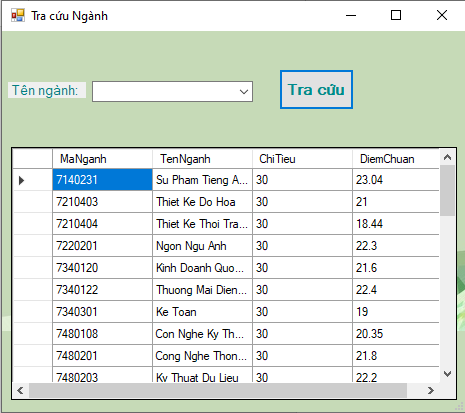 Tra cứu Ngành
Tên ngành: Tra cứu
MaNganh TenNganh ChiTieu DiemChuan
7140231 Su Pham Tieng A... 30 23.04
7210403 Thiet Ke Do Hoa 30 21
7210404 Thiet Ke Thoi Tra... 30 18.44
7220201 Ngon Ngu Anh 30 22.3
7340120 Kinh Doanh Quo... 30 21.6
7340122 Thuong Mai Dien... 30 22.4
7340301 Ke Toan 30 19
7480108 Con Nghe Ky Th... 30 20.35
7480201 Cong Nghe Thon... 30 21.8
7480203 Ky Thuat Du Lieu 30 22.2